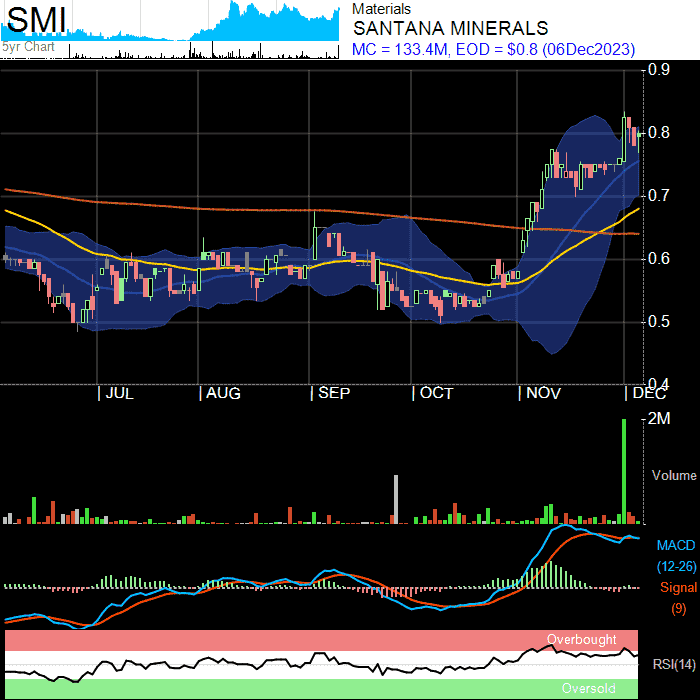 SMI
5yr Chart
Materials
SANTANA MINERALS
MC = 133.4M, EOD = $0.8 (06Dec2023)
0.9
0.8
0.7
0.6
0.5
0.4
| JUL | AUG | SEP | OCT | NOV | DEC
2M
Volume
MACD
(12-26)
Signal
(9)
Overbought
RSI(14)
Oversold